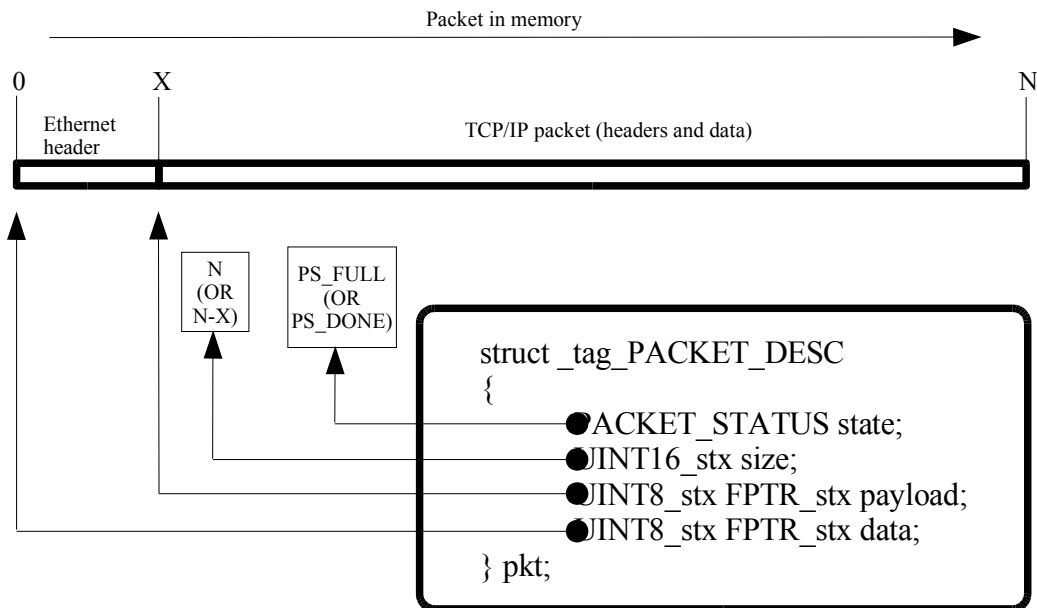 Packet in memory
0 X N
Ethernet
header
TCP/IP packet (headers and data)
N
(OR
N-X)
PS_FULL
(OR
PS_DONE)
struct _tag_PACKET_DESC
{
PACKET_STATUS state;
UINT16_stx size;
UINT8_stx FPTR_stx payload;
UINT8_stx FPTR_stx data;
} pkt;